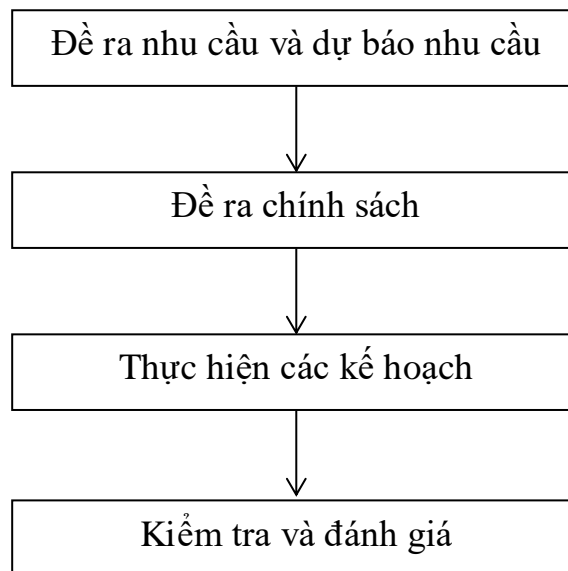 Đề ra nhu cầu và dự báo nhu cầu
Đề ra chính sách
Thực hiện các kế hoạch
Kiểm tra và đánh giá